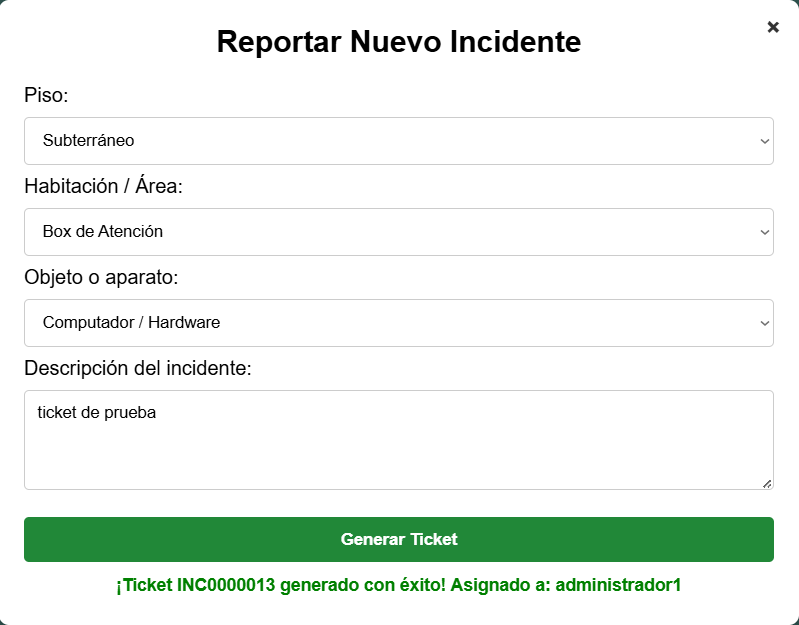 Reportar Nuevo Incidente
Piso:
Subterráneo
Habitación / Área:
Box de Atención
Objeto o aparato:
Computador / Hardware
Descripción del incidente:
ticket de prueba
Generar Ticket
¡Ticket INC0000013 generado con éxito! Asignado a: administrador1